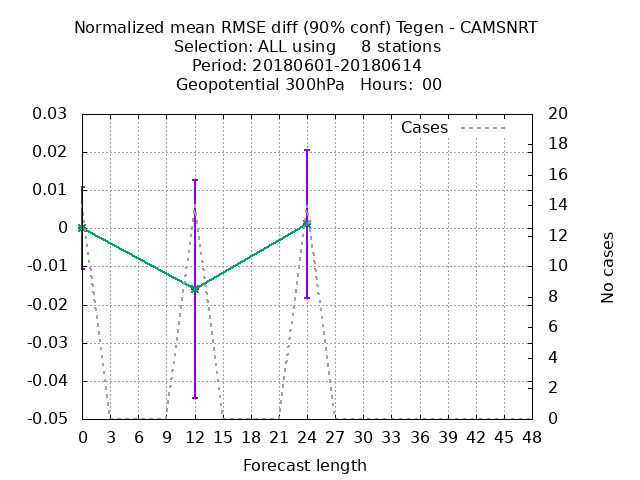 Normalized mean RMSE diff (90% conf) Tegen - CAMSNRT
Selection: ALL using     8 stations
Period: 20180601-20180614
Geopotential 300hPa   Hours:  00
Cases
0.03
0.02
0.01
0
-0.01
-0.02
-0.03
-0.04
-0.05
20
18
16
14
12
10
8
6
4
2
0
No cases
0 3 6 9 12 15 18 21 24 27 30 33 36 39 42 45 48
Forecast length